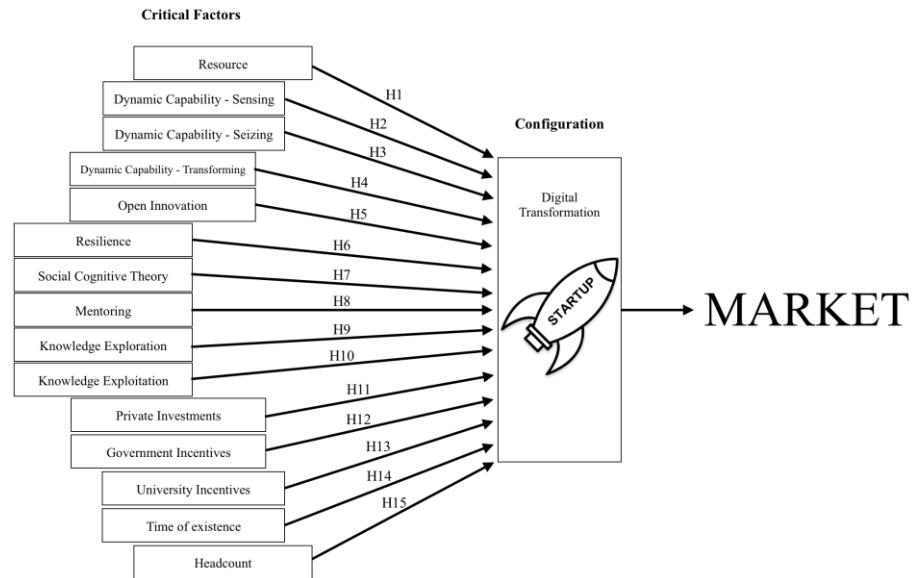 Critical Factors
Resource
H1
Dynamic Capability - Sensing
H2
Configuration
Dynamic Capability - Seizing
H3
Dynamic Capability - Transforming
H4
Digital
Transformation
Open Innovation
H5
Resilience
H6
Social Cognitive Theory
H7
STARTUP
Mentoring
H8
MARKET
Knowledge Exploration
H9
Knowledge Exploitation
H10
Private Investments
H11
Government Incentives
H12
University Incentives
H13
Time of existence
H14
Headcount
H15